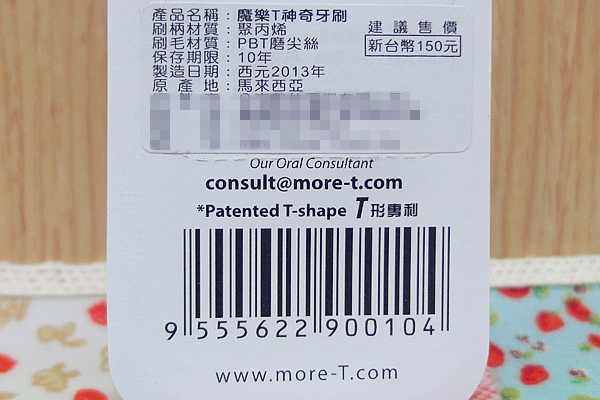 產品名稱：魔樂T神奇牙刷
刷柄材質：聚丙烯
建議售價
刷毛材質：PBT磨尖絲
新台幣150元
保存期限：10年
製造日期：西元2013年
原產地：馬來西亞
Our Oral Consultant
consult@more-t.com
*Patented T-shape T形專利
9 555622 900104
www.more-T.com